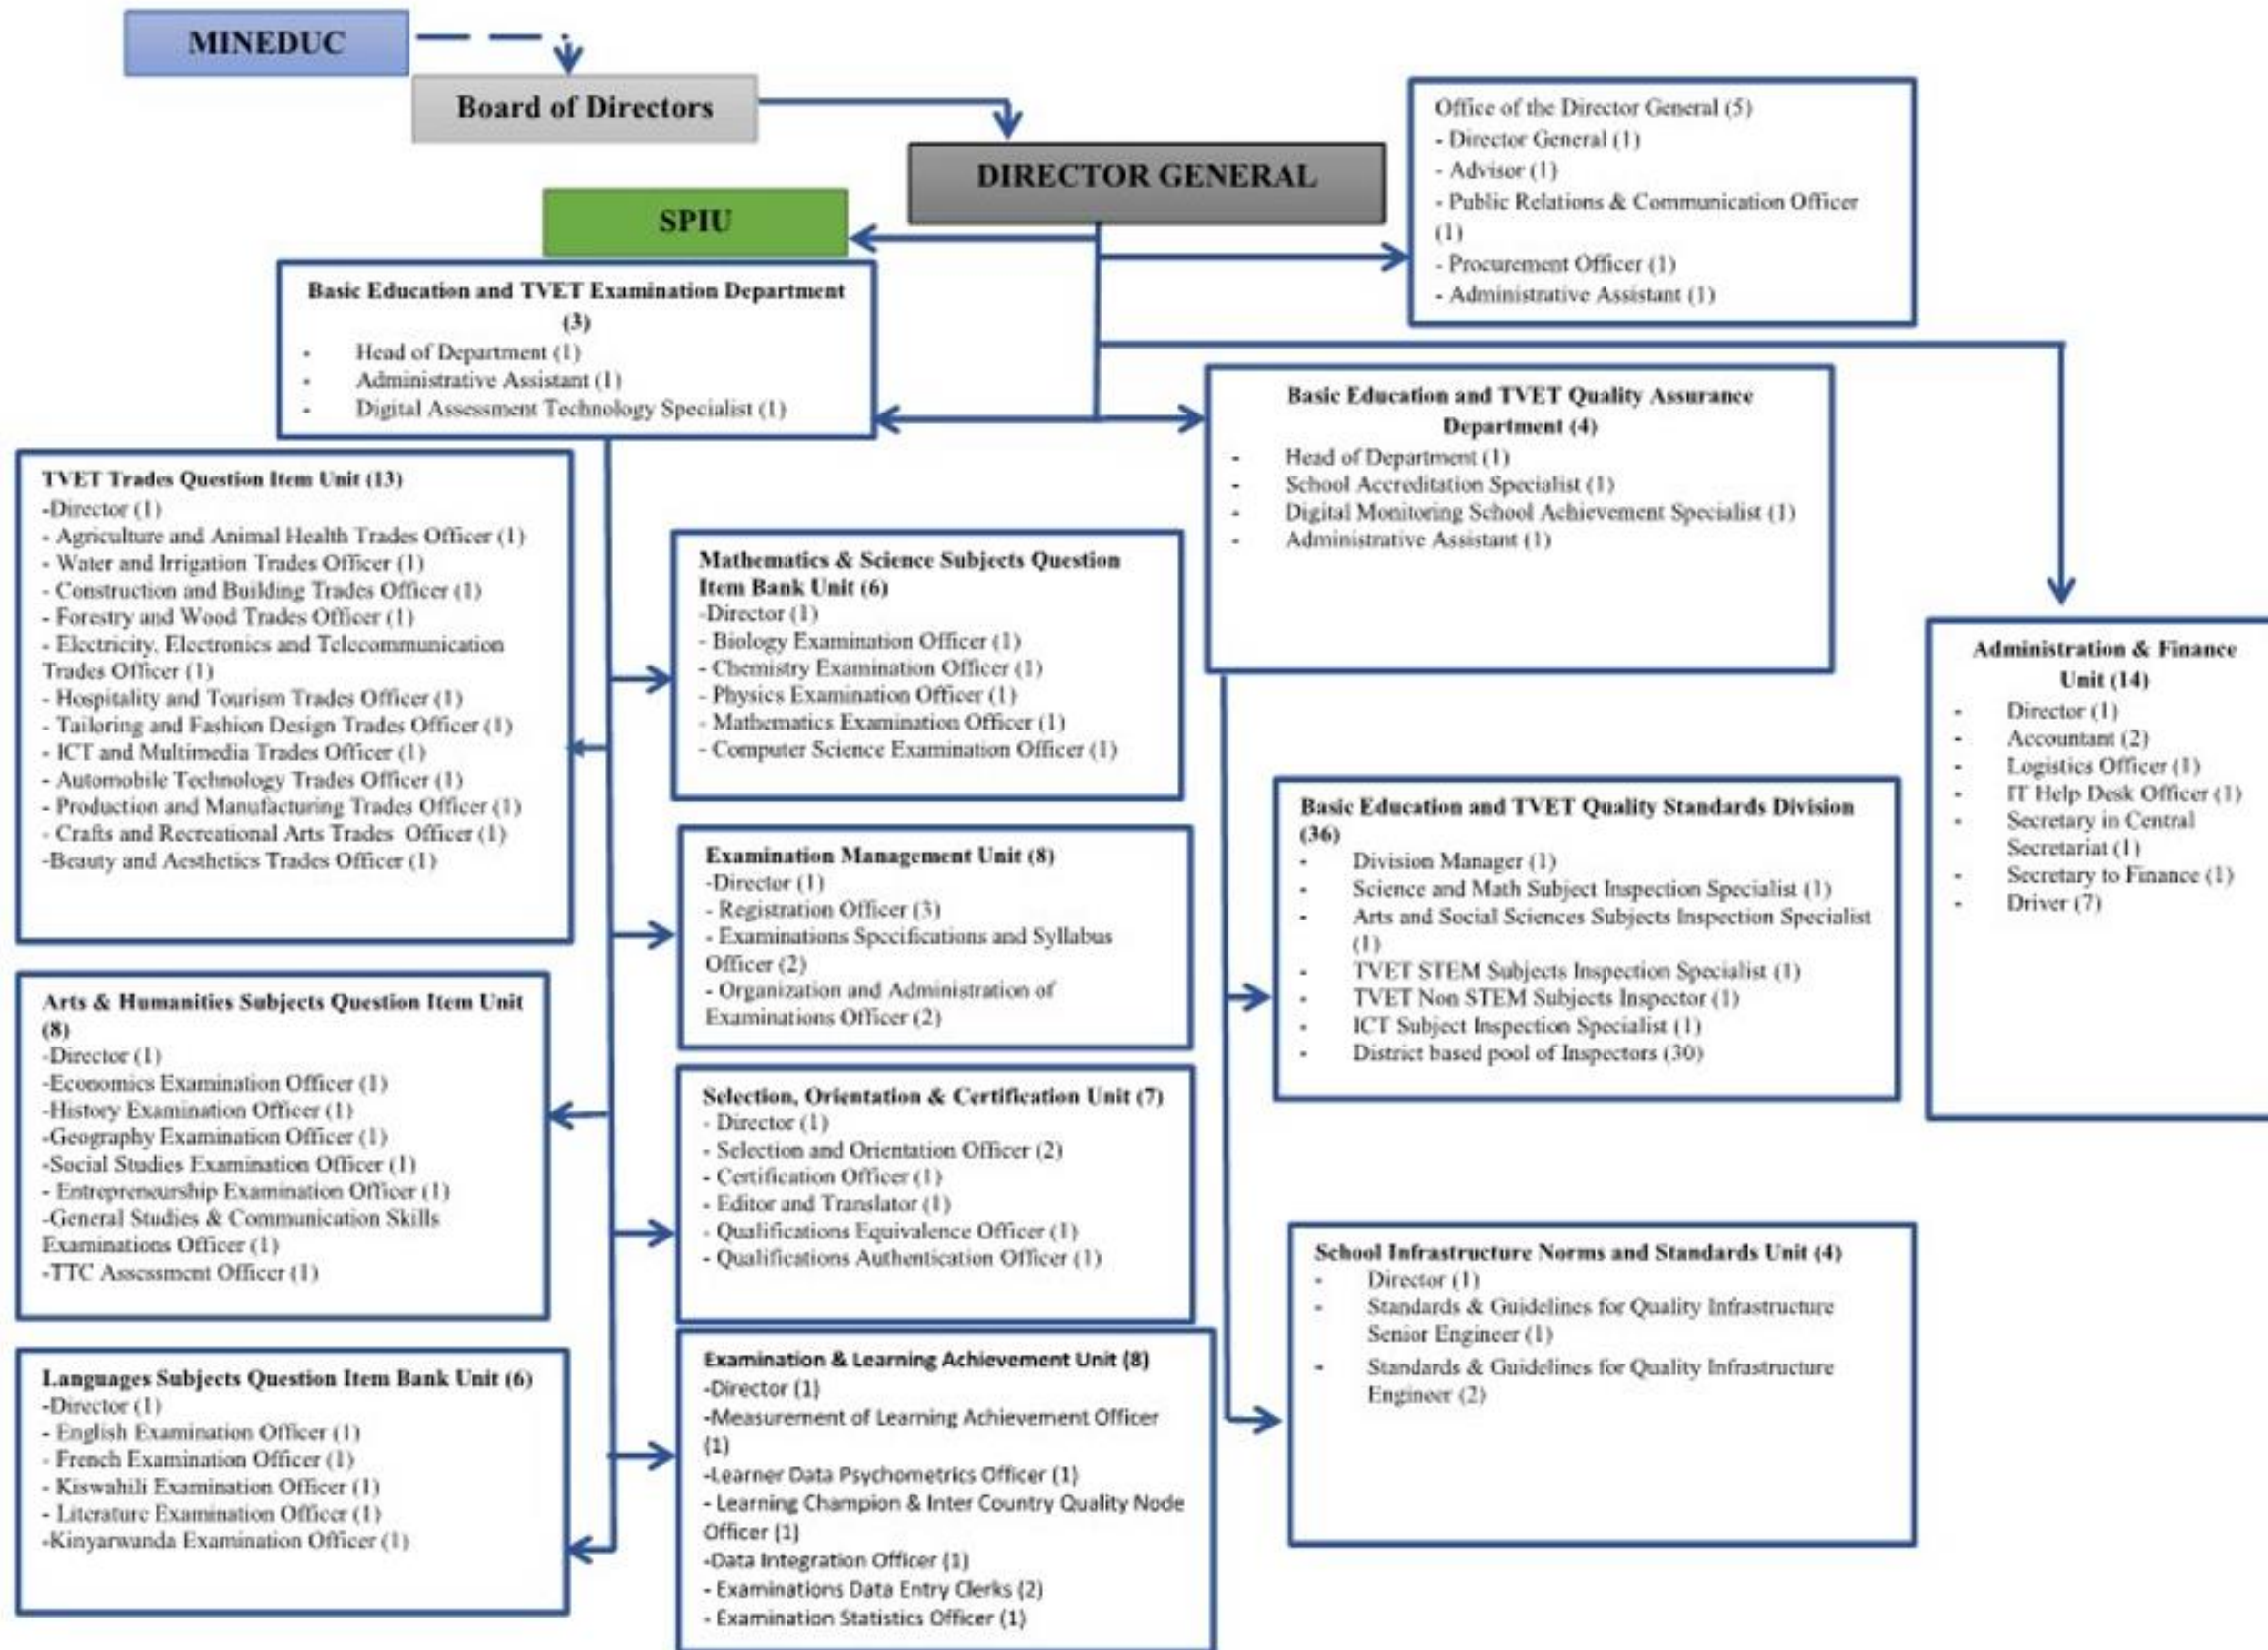 MINEDUC
Board of Directors
DIRECTOR GENERAL
SPIU
Office of the Director General (5)
- Director General (1)
- Advisor (1)
- Public Relations & Communication Officer
(1)
- Procurement Officer (1)
- Administrative Assistant (1)
Basic Education and TVET Examination Department
(3)
- Head of Department (1)
- Administrative Assistant (1)
- Digital Assessment Technology Specialist (1)
Basic Education and TVET Quality Assurance
Department (4)
- Head of Department (1)
- School Accreditation Specialist (1)
- Digital Monitoring School Achievement Specialist (1)
- Administrative Assistant (1)
TVET Trades Question Item Unit (13)
-Director (1)
- Agriculture and Animal Health Trades Officer (1)
- Water and Irrigation Trades Officer (1)
- Construction and Building Trades Officer (1)
- Forestry and Wood Trades Officer (1)
- Electricity, Electronics and Telecommunication
Trades Officer (1)
- Hospitality and Tourism Trades Officer (1)
- Tailoring and Fashion Design Trades Officer (1)
- ICT and Multimedia Trades Officer (1)
- Automobile Technology Trades Officer (1)
- Production and Manufacturing Trades Officer (1)
- Crafts and Recreational Arts Trades Officer (1)
-Beauty and Aesthetics Trades Officer (1)
Mathematics & Science Subjects Question
Item Bank Unit (6)
-Director (1)
- Biology Examination Officer (1)
- Chemistry Examination Officer (1)
- Physics Examination Officer (1)
- Mathematics Examination Officer (1)
- Computer Science Examination Officer (1)
Administration & Finance
Unit (14)
- Director (1)
- Accountant (2)
- Logistics Officer (1)
- IT Help Desk Officer (1)
- Secretary in Central
Secretariat (1)
- Secretary to Finance (1)
- Driver (7)
Examination Management Unit (8)
-Director (1)
- Registration Officer (3)
- Examinations Specifications and Syllabus
Officer (2)
- Organization and Administration of
Examinations Officer (2)
Basic Education and TVET Quality Standards Division
(36)
- Division Manager (1)
- Science and Math Subject Inspection Specialist (1)
- Arts and Social Sciences Subjects Inspection Specialist
(1)
- TVET STEM Subjects Inspection Specialist (1)
- TVET Non STEM Subjects Inspector (1)
- ICT Subject Inspection Specialist (1)
- District based pool of Inspectors (30)
Arts & Humanities Subjects Question Item Unit
(8)
-Director (1)
-Economics Examination Officer (1)
-History Examination Officer (1)
-Geography Examination Officer (1)
-Social Studies Examination Officer (1)
- Entrepreneurship Examination Officer (1)
-General Studies & Communication Skills
Examinations Officer (1)
-TTC Assessment Officer (1)
Selection, Orientation & Certification Unit (7)
- Director (1)
- Selection and Orientation Officer (2)
- Certification Officer (1)
- Editor and Translator (1)
- Qualifications Equivalence Officer (1)
- Qualifications Authentication Officer (1)
School Infrastructure Norms and Standards Unit (4)
- Director (1)
- Standards & Guidelines for Quality Infrastructure
Senior Engineer (1)
- Standards & Guidelines for Quality Infrastructure
Engineer (2)
Languages Subjects Question Item Bank Unit (6)
-Director (1)
- English Examination Officer (1)
- French Examination Officer (1)
- Kiswahili Examination Officer (1)
- Literature Examination Officer (1)
-Kinyarwanda Examination Officer (1)
Examination & Learning Achievement Unit (8)
-Director (1)
-Measurement of Learning Achievement Officer
(1)
-Learner Data Psychometrics Officer (1)
- Learning Champion & Inter Country Quality Node
Officer (1)
-Data Integration Officer (1)
- Examinations Data Entry Clerks (2)
- Examination Statistics Officer (1)